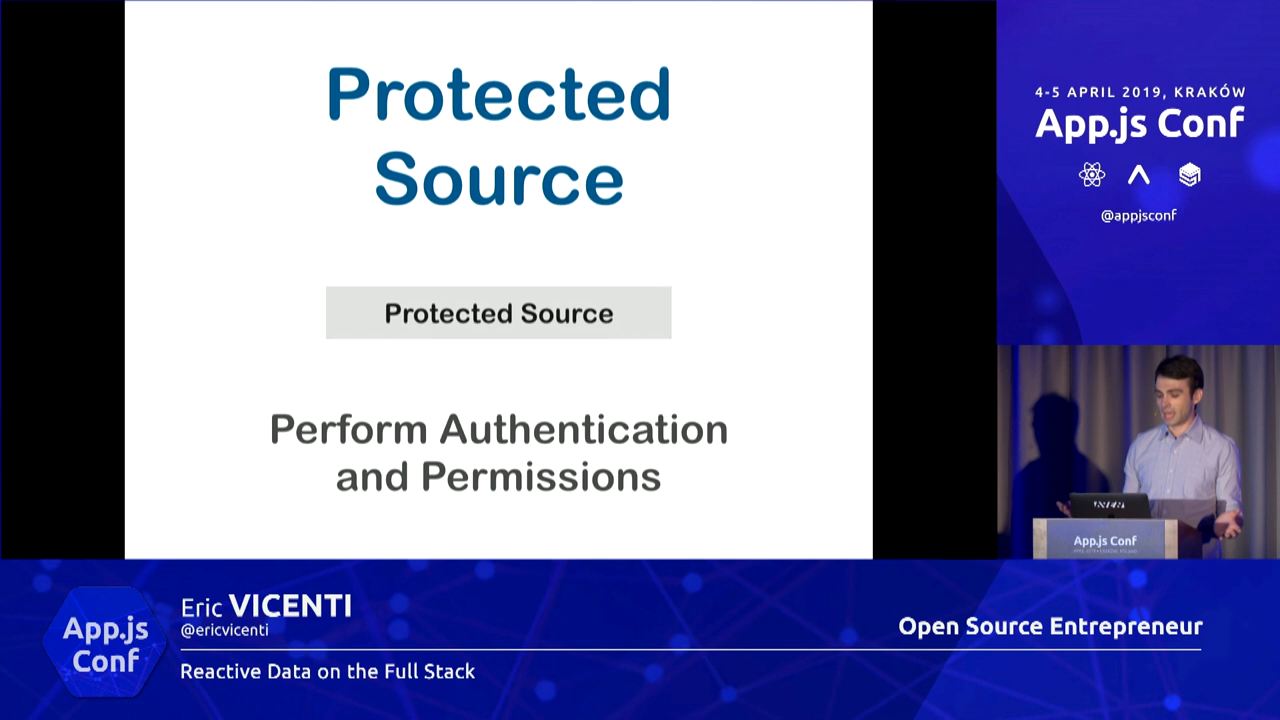 Protected
Source
Protected Source
Perform Authentication
and Permissions
4-5 APRIL 2019, KRAKÓW
App.js Conf
@appjsconf
App.js Conf
App.js
Conf
Eric VICENTI
@ericvicenti
Reactive Data on the Full Stack
Open Source Entrepreneur